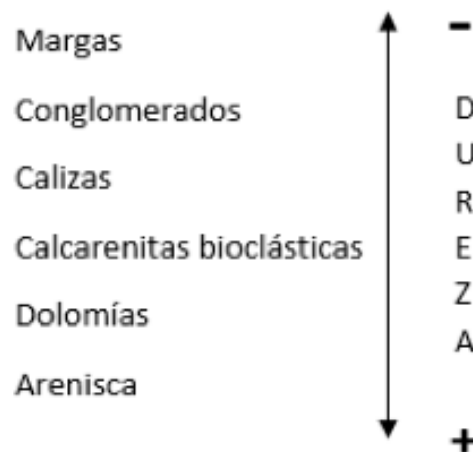 Margas
Conglomerados
Calizas
Calcarenitas bioclásticas
Dolomías
Arenisca
-
D
U
R
E
Z
A
+